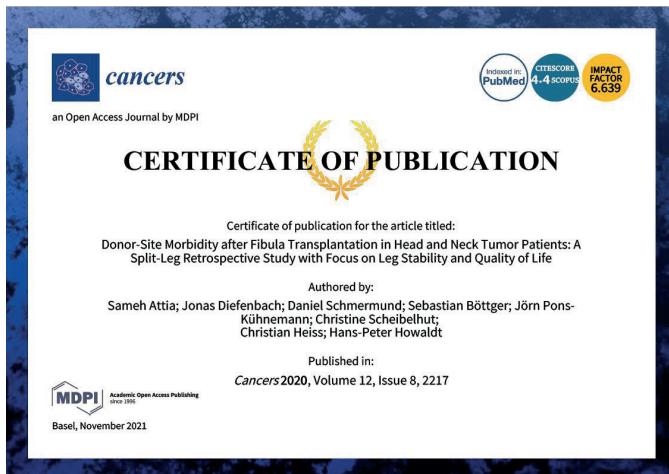 cancers
Indexed in:
PubMed
CITESCORE
4.4 SCOPUS
IMPACT
FACTOR
6.639
an Open Access Journal by MDPI
CERTIFICATE OF PUBLICATION
Certificate of publication for the article titled:
Donor-Site Morbidity after Fibula Transplantation in Head and Neck Tumor Patients: A
Split-Leg Retrospective Study with Focus on Leg Stability and Quality of Life
Authored by:
Sameh Attia; Jonas Diefenbach; Daniel Schmermund; Sebastian Böttger; Jörn Pons-
Kühnemann; Christine Scheibelhut;
Christian Heiss; Hans-Peter Howaldt
Published in:
Cancers 2020, Volume 12, Issue 8, 2217
MDPI
Academic Open Access Publishing
since 1996
Basel, November 2021